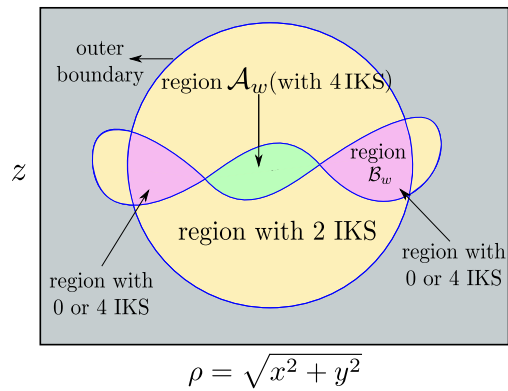 outer
boundary
region 𝒜_w(with 4 IKS)
z
region
ℬ_w
region with 2 IKS
region with
0 or 4 IKS
region with
0 or 4 IKS
ρ = √(x² + y²)